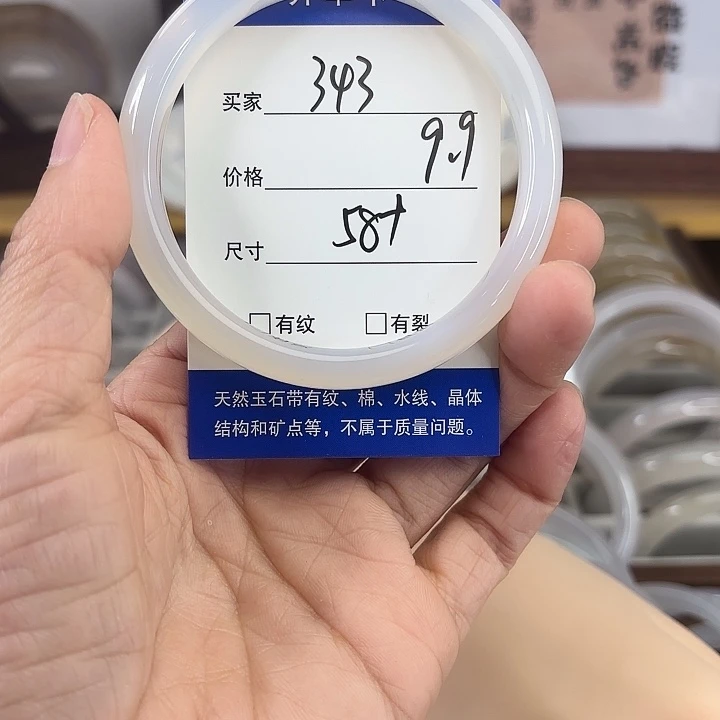 买家 343
价格 9.9
尺寸 58+
□有纹 □有裂
天然玉石带有纹、棉、水线、晶体
结构和矿点等，不属于质量问题。